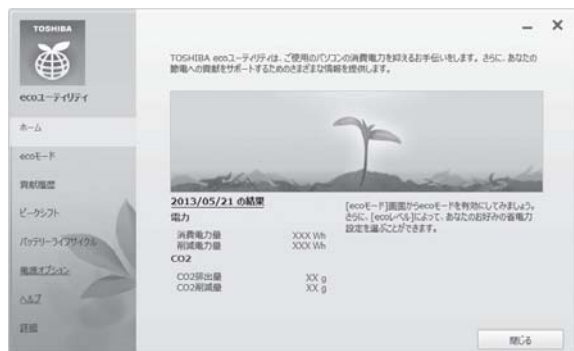 TOSHIBA
ecoユーティリティ
ホーム
ecoモード
貢献履歴
ピークシフト
バッテリーライフサイクル
電源オプション
ヘルプ
詳細
TOSHIBA ecoユーティリティは、ご使用のパソコンの消費電力を抑えるお手伝いをします。さらに、あなたの
節電への貢献をサポートするためのさまざまな情報を提供します。
2013/05/21 の結果
電力
消費電力量 XXX Wh
削減電力量 XXX Wh
CO2
CO2排出量 XX g
CO2削減量 XX g
[ecoモード]画面からecoモードを有効にしてみましょう。
さらに、[ecoレベル]によって、あなたのお好みの省電力
設定を選ぶことができます。
閉じる